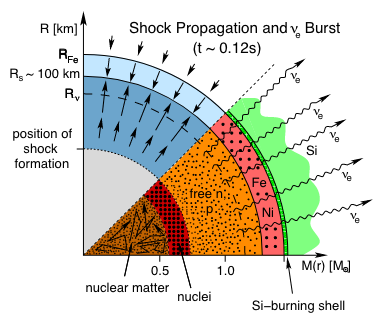 R [km]
Shock Propagation and νe Burst
(t ~ 0.12s)
RFe
Rs ~ 100 km
Rν
νe
νe
νe
νe
νe
position of
shock
formation
Si
Fe
free n,
p
Ni
0.5
1.0
M(r) [M⊙]
nuclear matter
nuclei
Si−burning shell